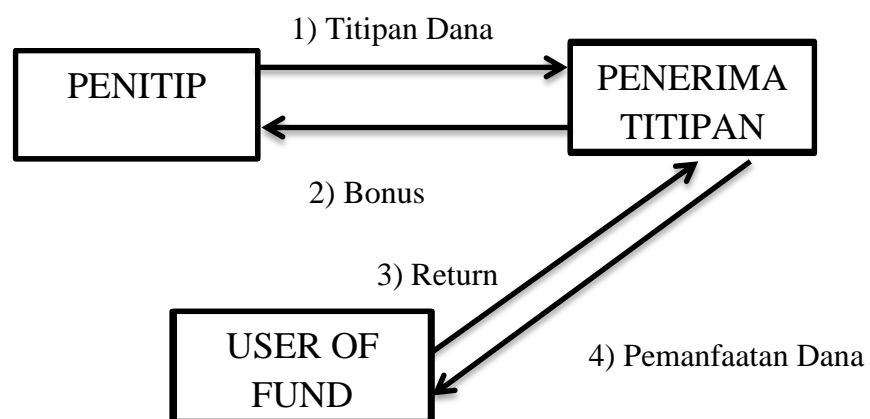 1) Titipan Dana
PENITIP
PENERIMA
TITIPAN
2) Bonus
3) Return
USER OF
FUND
4) Pemanfaatan Dana